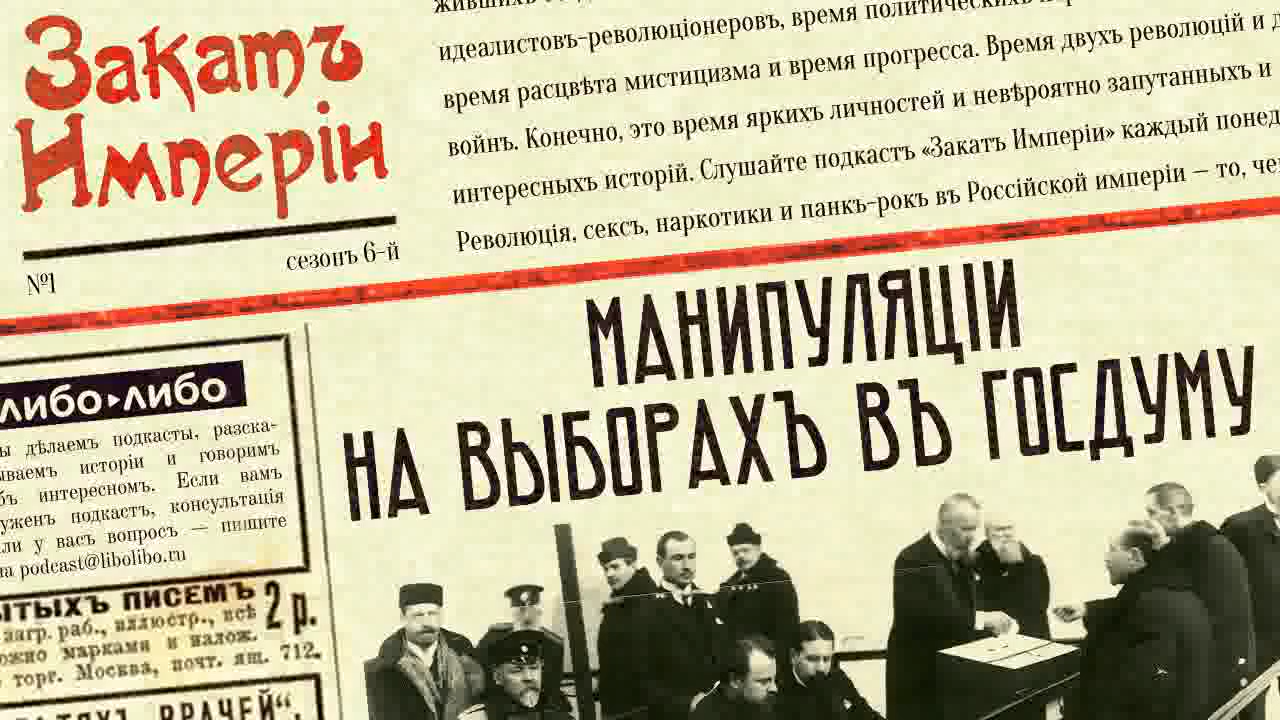 Закатъ
Имперіи
№1
сезонъ 6-й
идеалистовъ-революціонеровъ, время политическихъ
время расцвѣта мистицизма и время прогресса. Время двухъ революцій и
войнъ. Конечно, это время яркихъ личностей и невѣроятно запутанныхъ и
интересныхъ исторій. Слушайте подкастъ «Закатъ Имперіи» каждый
Революція, сексъ, наркотики и панкъ-рокъ въ Россійской имперіи – то,
МАНИПУЛЯЦІИ
НА ВЫБОРАХЪ ВЪ ГОСДУМУ
либо▸либо
дѣлаемъ подкасты, разска-
исторіи и говоримъ
интересномъ. Если вамъ
подкастъ, консультація
у васъ вопросъ — пишите
на podcast@libolibo.ru
ЫТЫХЪ ПИСЕМЪ 2 р.
загр. раб., иллюстр., всѣ
марками и налож.
торг. Москва, почт. ящ. 712.
ВРАЧЕЙ“,